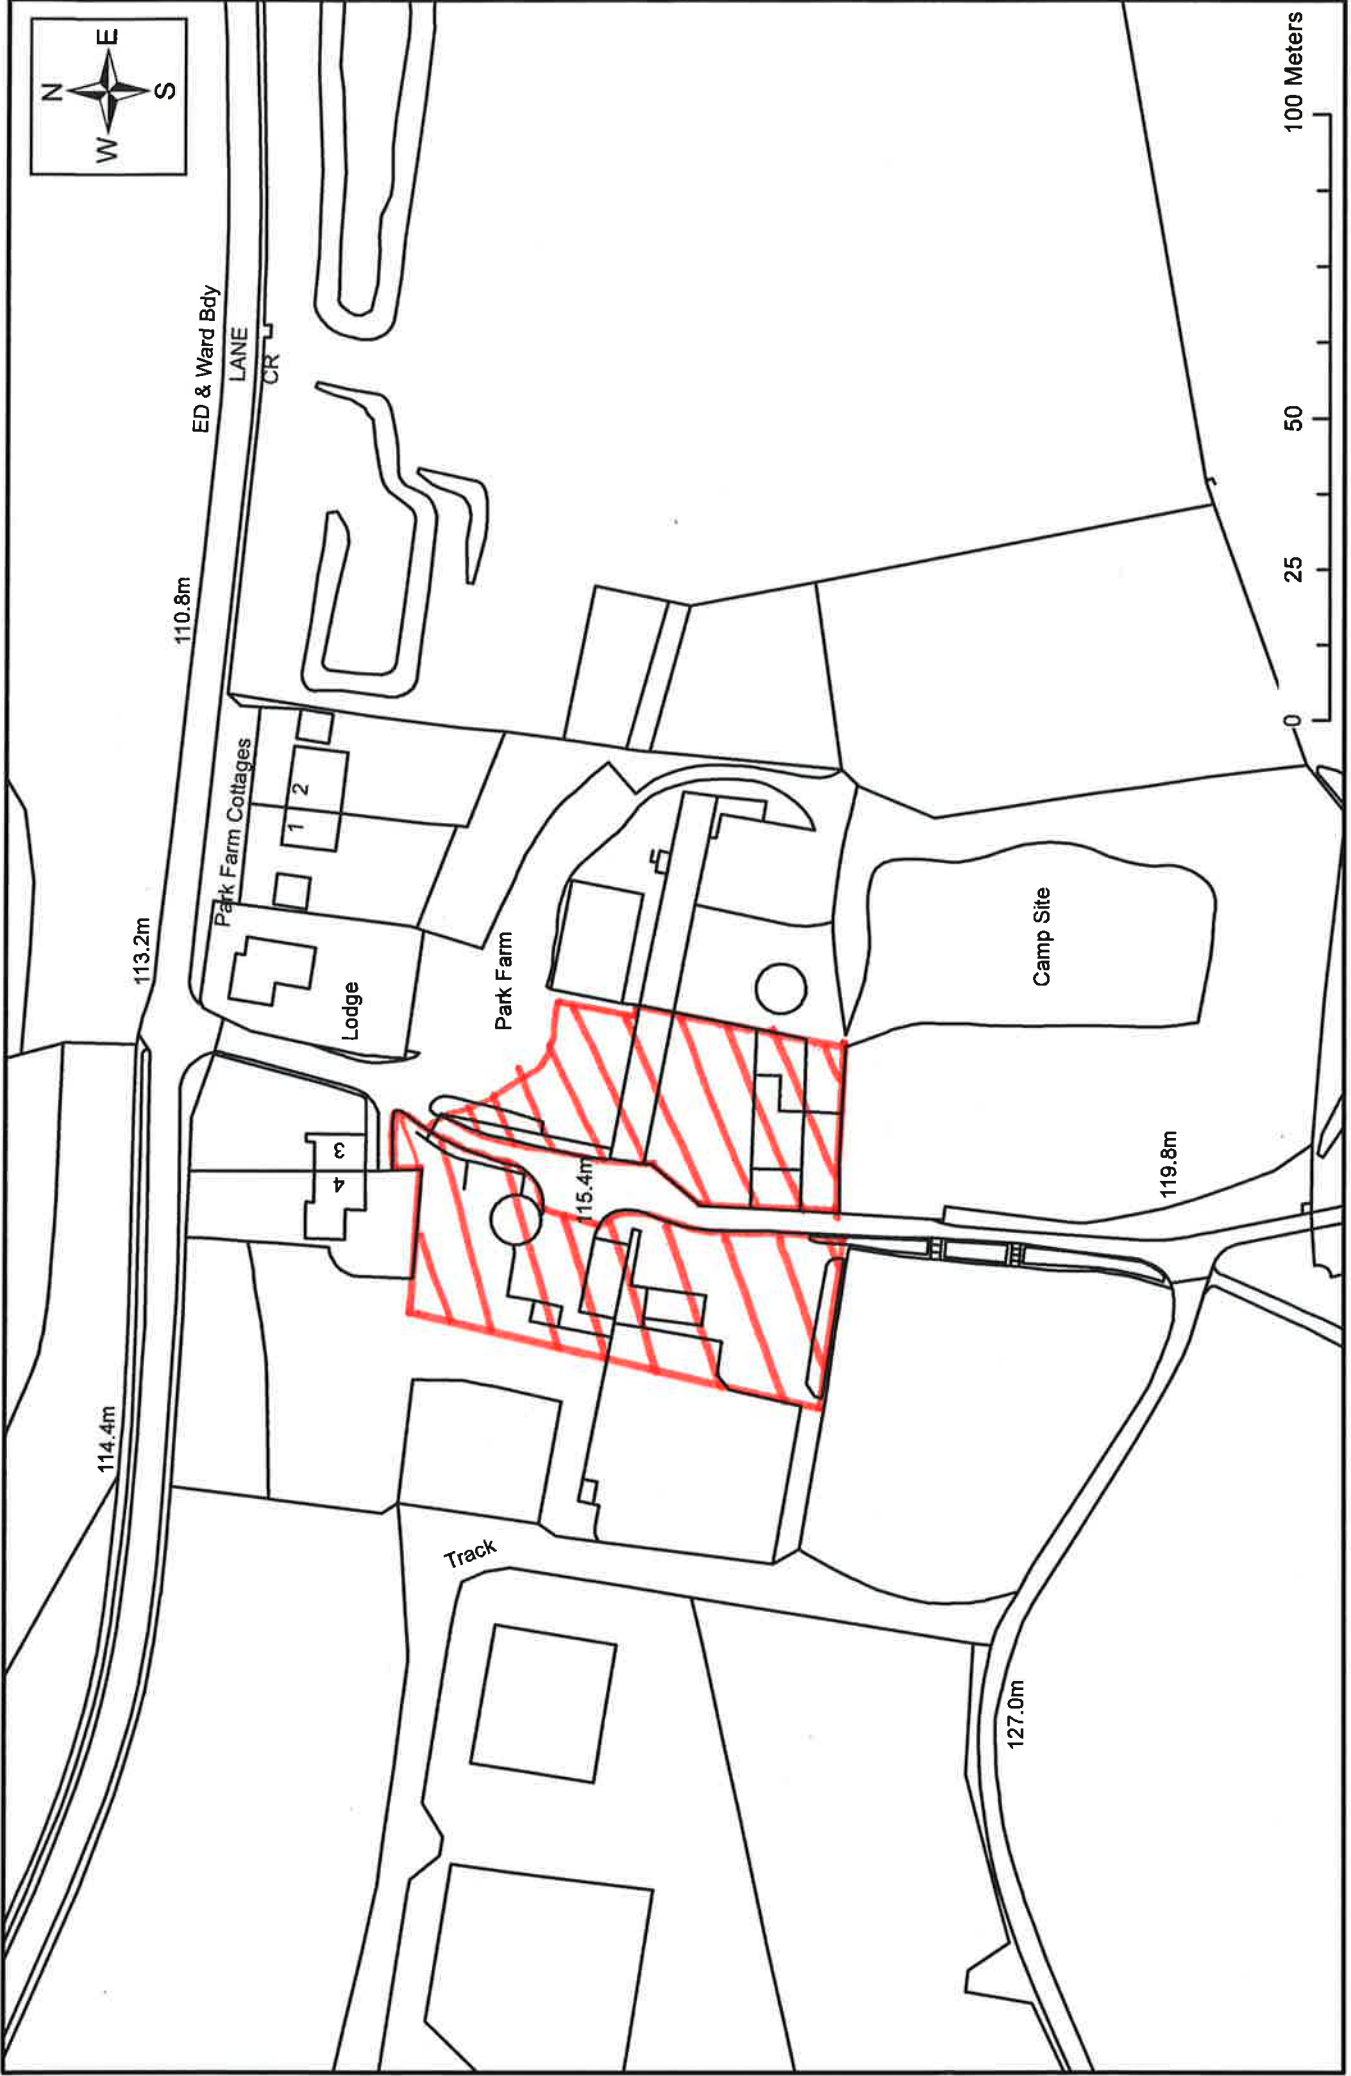 N
W E
S
ED & Ward Bdy
LANE
CR
110.8m
Park Farm Cottages
1 2
113.2m
Lodge
Park Farm
3
4
114.4m
115.4m
Track
Camp Site
119.8m
127.0m
0 25 50 100 Meters